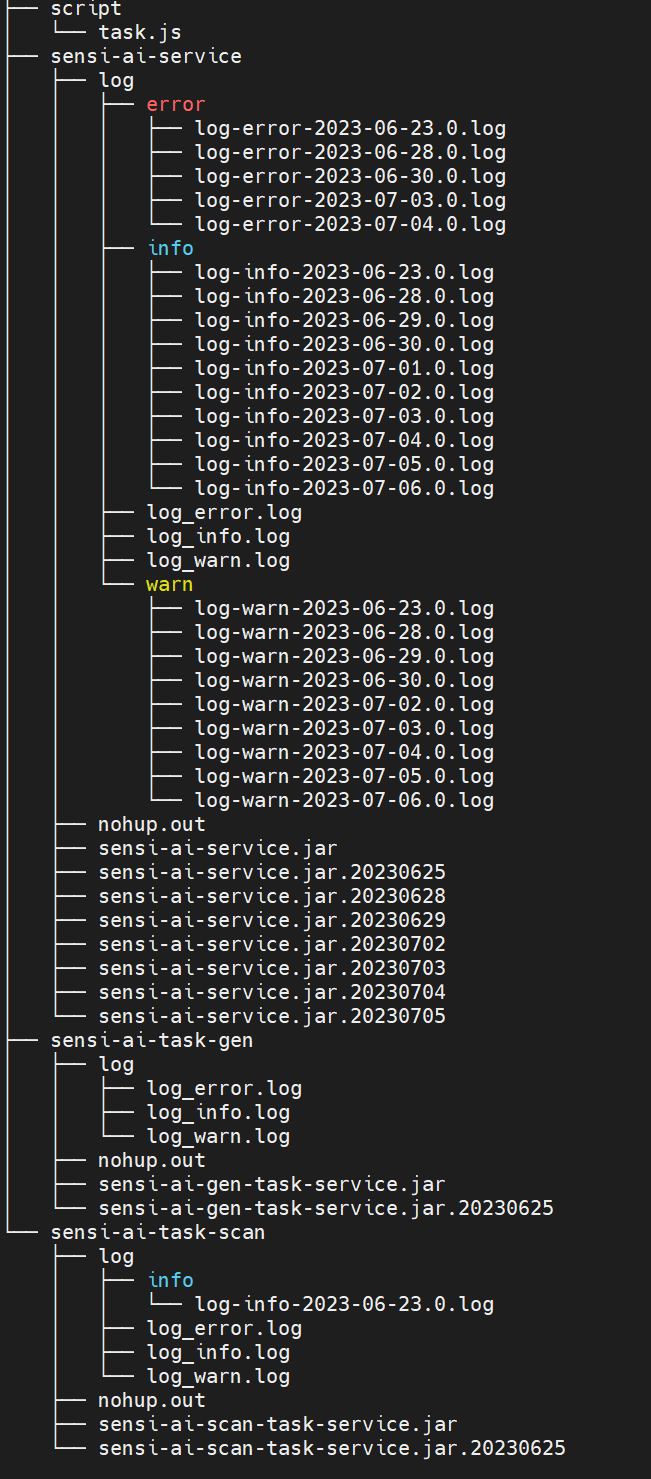 ├── script
│   └── task.js
├── sensi-ai-service
│   ├── log
│   │   ├── error
│   │   │   ├── log-error-2023-06-23.0.log
│   │   │   ├── log-error-2023-06-28.0.log
│   │   │   ├── log-error-2023-06-30.0.log
│   │   │   ├── log-error-2023-07-03.0.log
│   │   │   └── log-error-2023-07-04.0.log
│   │   ├── info
│   │   │   ├── log-info-2023-06-23.0.log
│   │   │   ├── log-info-2023-06-28.0.log
│   │   │   ├── log-info-2023-06-29.0.log
│   │   │   ├── log-info-2023-06-30.0.log
│   │   │   ├── log-info-2023-07-01.0.log
│   │   │   ├── log-info-2023-07-02.0.log
│   │   │   ├── log-info-2023-07-03.0.log
│   │   │   ├── log-info-2023-07-04.0.log
│   │   │   ├── log-info-2023-07-05.0.log
│   │   │   └── log-info-2023-07-06.0.log
│   │   ├── log_error.log
│   │   ├── log_info.log
│   │   ├── log_warn.log
│   │   └── warn
│   │       ├── log-warn-2023-06-23.0.log
│   │       ├── log-warn-2023-06-28.0.log
│   │       ├── log-warn-2023-06-29.0.log
│   │       ├── log-warn-2023-06-30.0.log
│   │       ├── log-warn-2023-07-02.0.log
│   │       ├── log-warn-2023-07-03.0.log
│   │       ├── log-warn-2023-07-04.0.log
│   │       ├── log-warn-2023-07-05.0.log
│   │       └── log-warn-2023-07-06.0.log
│   ├── nohup.out
│   ├── sensi-ai-service.jar
│   ├── sensi-ai-service.jar.20230625
│   ├── sensi-ai-service.jar.20230628
│   ├── sensi-ai-service.jar.20230629
│   ├── sensi-ai-service.jar.20230702
│   ├── sensi-ai-service.jar.20230703
│   ├── sensi-ai-service.jar.20230704
│   └── sensi-ai-service.jar.20230705
├── sensi-ai-task-gen
│   ├── log
│   │   ├── log_error.log
│   │   ├── log_info.log
│   │   └── log_warn.log
│   ├── nohup.out
│   ├── sensi-ai-gen-task-service.jar
│   └── sensi-ai-gen-task-service.jar.20230625
└── sensi-ai-task-scan
    ├── log
    │   ├── info
    │   │   └── log-info-2023-06-23.0.log
    │   ├── log_error.log
    │   ├── log_info.log
    │   └── log_warn.log
    ├── nohup.out
    ├── sensi-ai-scan-task-service.jar
    └── sensi-ai-scan-task-service.jar.20230625